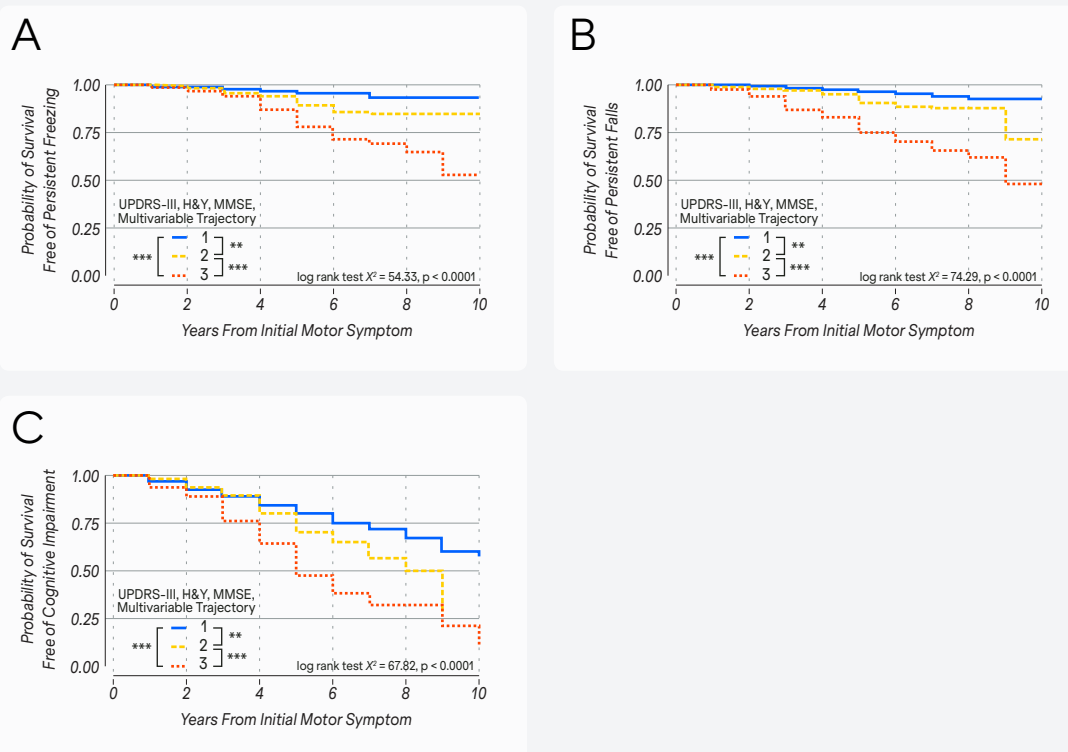 A
Probability of Survival
Free of Persistent Freezing
1.00
0.75
0.50
0.25
0.00
UPDRS-III, H&Y, MMSE,
Multivariable Trajectory
1
2
3
***
**
***
log rank test X² = 54.33, p < 0.0001
0 2 4 6 8 10
Years From Initial Motor Symptom
B
Probability of Survival
Free of Persistent Falls
1.00
0.75
0.50
0.25
0.00
UPDRS-III, H&Y, MMSE,
Multivariable Trajectory
1
2
3
***
**
***
log rank test X² = 74.29, p < 0.0001
0 2 4 6 8 10
Years From Initial Motor Symptom
C
Probability of Survival
Free of Cognitive Impairment
1.00
0.75
0.50
0.25
0.00
UPDRS-III, H&Y, MMSE,
Multivariable Trajectory
1
2
3
***
**
***
log rank test X² = 67.82, p < 0.0001
0 2 4 6 8 10
Years From Initial Motor Symptom